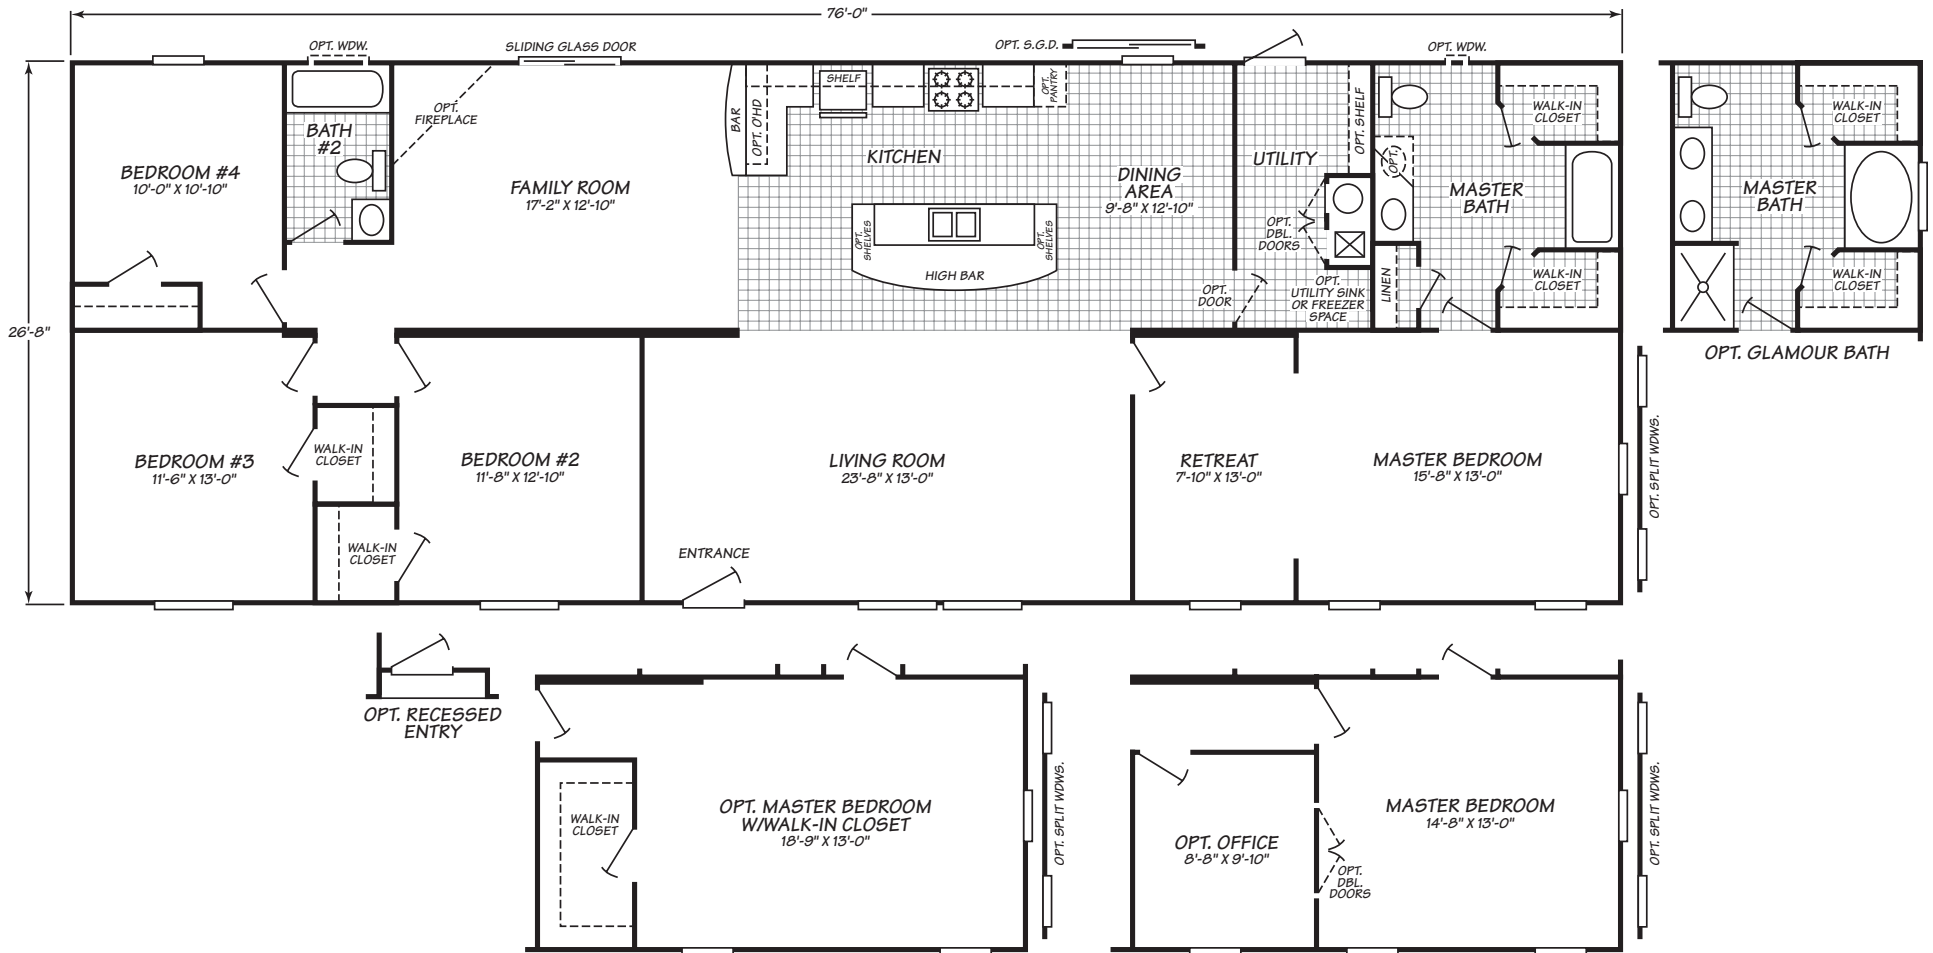 76'-0"
OPT. WDW.
SLIDING GLASS DOOR
OPT. S.G.D.
OPT. WDW.
SHELF
OPT. PANTRY
BAR
OPT. O'HD
OPT.
FIREPLACE
BATH
#2
KITCHEN
UTILITY
OPT. SHELF
OPT.
WALK-IN
CLOSET
WALK-IN
CLOSET
BEDROOM #4
10'-0" X 10'-10"
FAMILY ROOM
17'-2" X 12'-10"
DINING
AREA
9'-8" X 12'-10"
MASTER
BATH
MASTER
BATH
OPT.
SHELVES
OPT.
SHELVES
HIGH BAR
OPT.
DBL.
DOORS
OPT.
DOOR
OPT.
UTILITY SINK
OR FREEZER
SPACE
LINEN
WALK-IN
CLOSET
WALK-IN
CLOSET
26'-8"
OPT. GLAMOUR BATH
BEDROOM #3
11'-6" X 13'-0"
WALK-IN
CLOSET
BEDROOM #2
11'-8" X 12'-10"
LIVING ROOM
23'-8" X 13'-0"
RETREAT
7'-10" X 13'-0"
MASTER BEDROOM
15'-8" X 13'-0"
OPT. SPLIT WDWS.
WALK-IN
CLOSET
ENTRANCE
OPT. RECESSED
ENTRY
WALK-IN
CLOSET
OPT. MASTER BEDROOM
W/WALK-IN CLOSET
18'-9" X 13'-0"
OPT. SPLIT WDWS.
OPT. OFFICE
8'-8" X 9'-10"
OPT.
DBL.
DOORS
MASTER BEDROOM
14'-8" X 13'-0"
OPT. SPLIT WDWS.